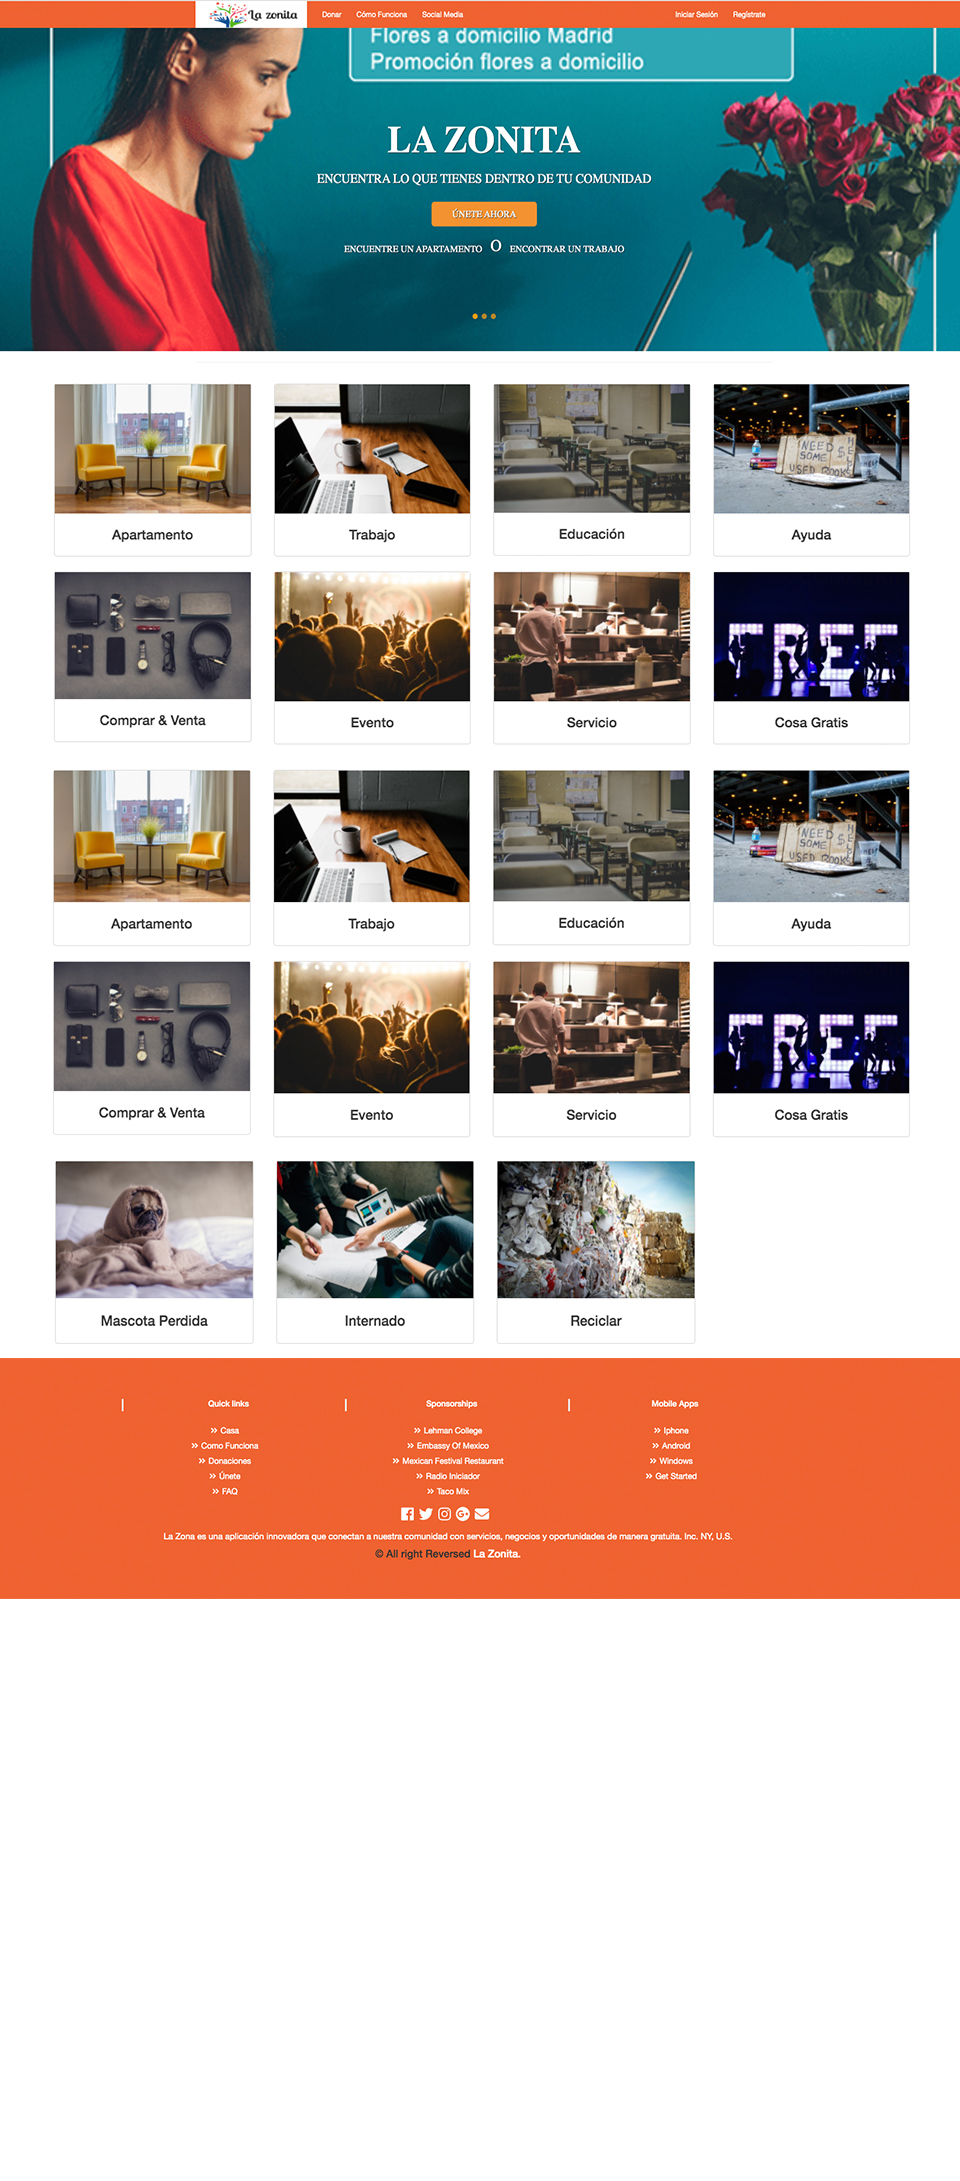 La zonita
Donar Cómo Funciona Social Media Iniciar Sesión Regístrate
Flores a domicilio Madrid
Promoción flores a domicilio
LA ZONITA
ENCUENTRA LO QUE TIENES DENTRO DE TU COMUNIDAD
ÚNETE AHORA
ENCUENTRE UN APARTAMENTO O ENCONTRAR UN TRABAJO
NEED $
SOME
USED BOOKS
HELP
Apartamento Trabajo Educación Ayuda
FREE
Comprar & Venta Evento Servicio Cosa Gratis
NEED $
SOME
USED BOOKS
HELP
Apartamento Trabajo Educación Ayuda
FREE
Comprar & Venta Evento Servicio Cosa Gratis
Mascota Perdida Internado Reciclar
| Quick links | Sponsorships | Mobile Apps
» Casa » Lehman College » Iphone
» Como Funciona » Embassy Of Mexico » Android
» Donaciones » Mexican Festival Restaurant » Windows
» Únete » Radio Iniciador » Get Started
» FAQ » Taco Mix
La Zona es una aplicación innovadora que conectan a nuestra comunidad con servicios, negocios y oportunidades de manera gratuita. Inc. NY, U.S.
© All right Reversed La Zonita.